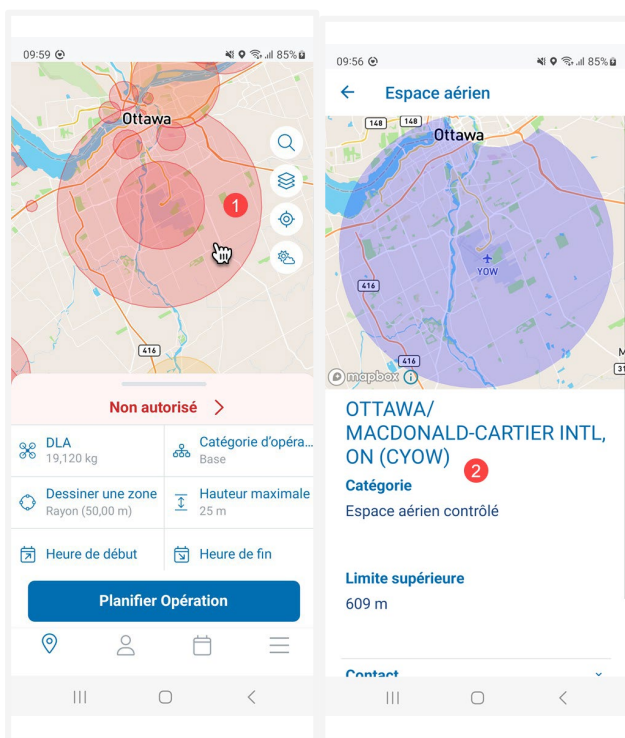 09:59
85%
Ottawa
1
416
Non autorisé
DLA
19,120 kg
Catégorie d'opéra...
Base
Dessiner une zone
Rayon (50,00 m)
Hauteur maximale
25 m
Heure de début
Heure de fin
Planifier Opération
09:56
85%
Espace aérien
148
148
Ottawa
YOW
416
416
mapbox
M
31
OTTAWA/
MACDONALD-CARTIER INTL,
ON (CYOW)
2
Catégorie
Espace aérien contrôlé
Limite supérieure
609 m
Contact